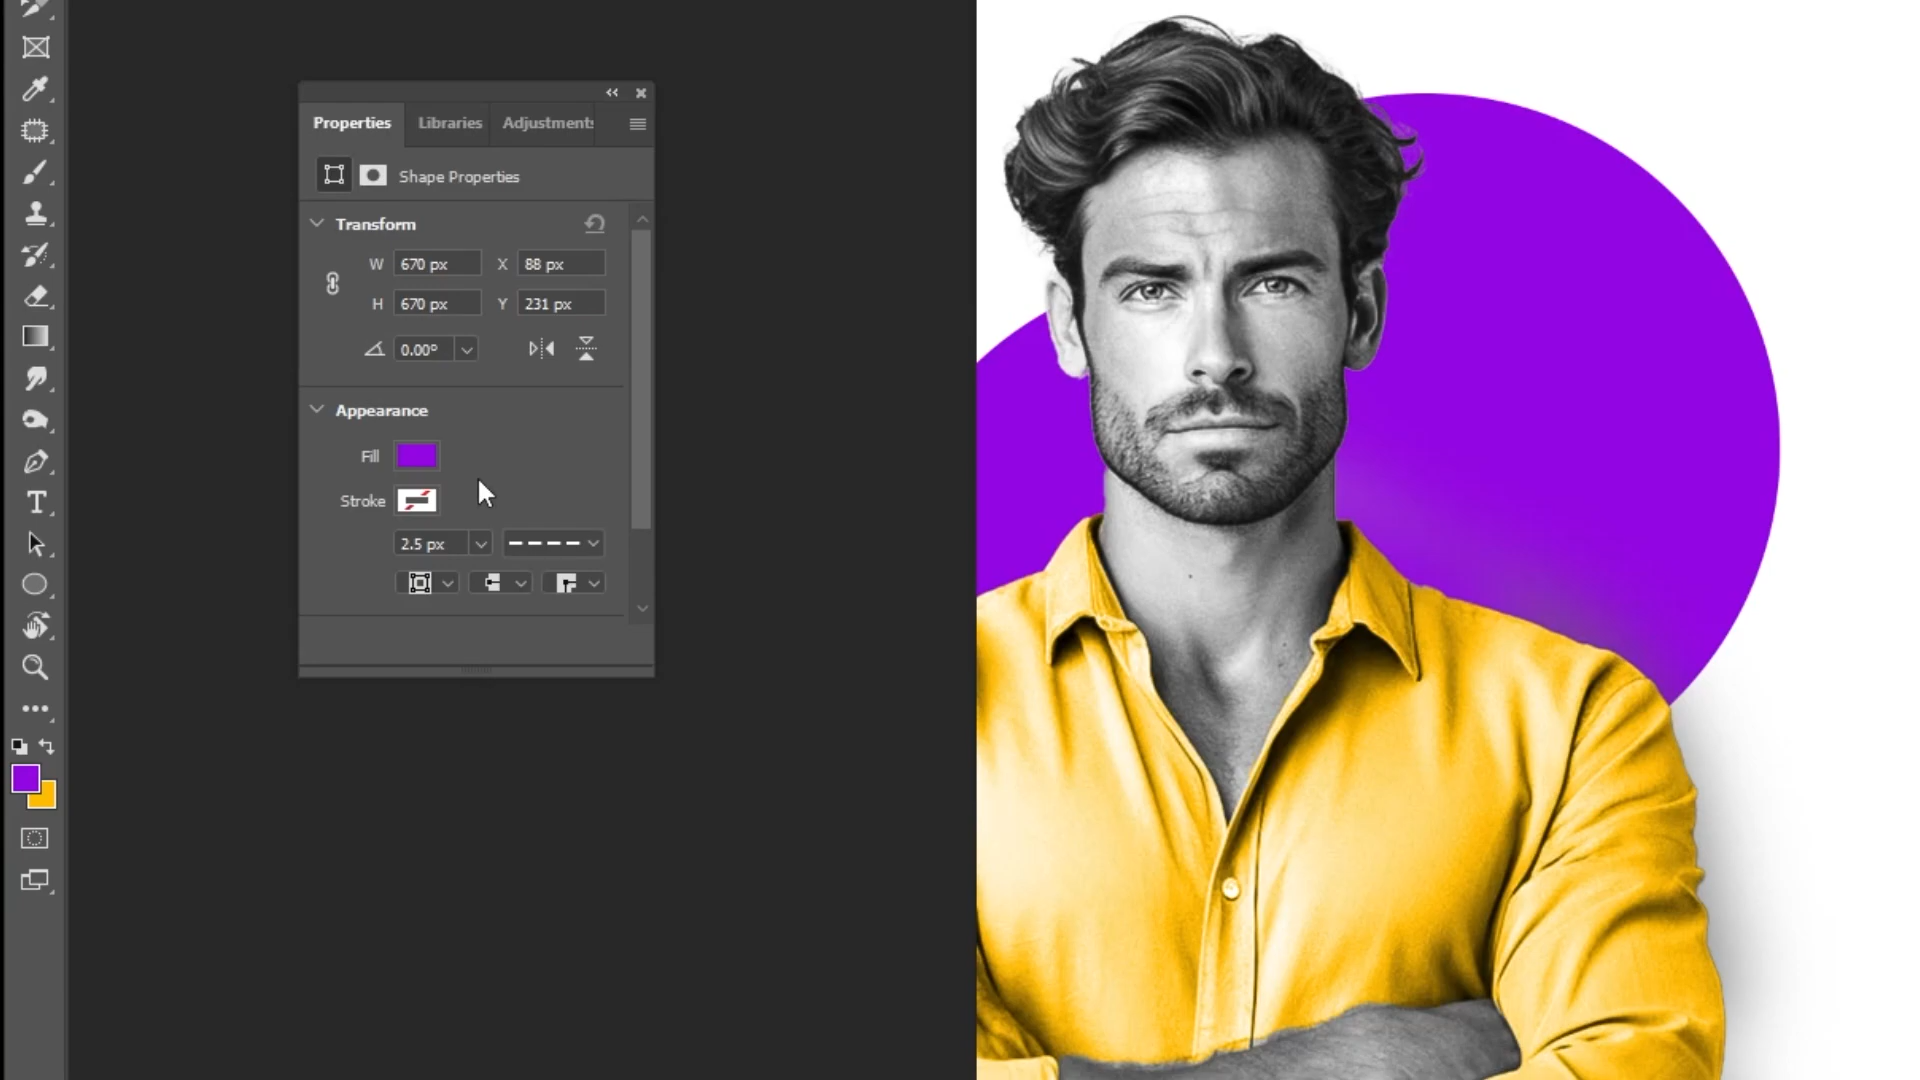 Properties Libraries Adjustments
Shape Properties
Transform
W 670 px X 88 px
H 670 px Y 231 px
0.00°
Appearance
Fill
Stroke
2.5 px